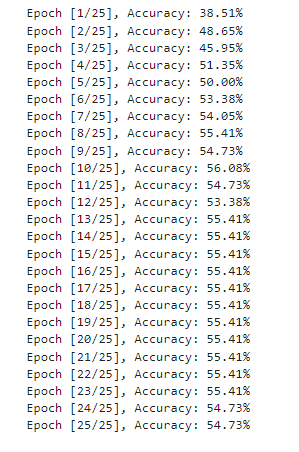 Epoch [1/25], Accuracy: 38.51%
Epoch [2/25], Accuracy: 48.65%
Epoch [3/25], Accuracy: 45.95%
Epoch [4/25], Accuracy: 51.35%
Epoch [5/25], Accuracy: 50.00%
Epoch [6/25], Accuracy: 53.38%
Epoch [7/25], Accuracy: 54.05%
Epoch [8/25], Accuracy: 55.41%
Epoch [9/25], Accuracy: 54.73%
Epoch [10/25], Accuracy: 56.08%
Epoch [11/25], Accuracy: 54.73%
Epoch [12/25], Accuracy: 53.38%
Epoch [13/25], Accuracy: 55.41%
Epoch [14/25], Accuracy: 55.41%
Epoch [15/25], Accuracy: 55.41%
Epoch [16/25], Accuracy: 55.41%
Epoch [17/25], Accuracy: 55.41%
Epoch [18/25], Accuracy: 55.41%
Epoch [19/25], Accuracy: 55.41%
Epoch [20/25], Accuracy: 55.41%
Epoch [21/25], Accuracy: 55.41%
Epoch [22/25], Accuracy: 55.41%
Epoch [23/25], Accuracy: 55.41%
Epoch [24/25], Accuracy: 54.73%
Epoch [25/25], Accuracy: 54.73%